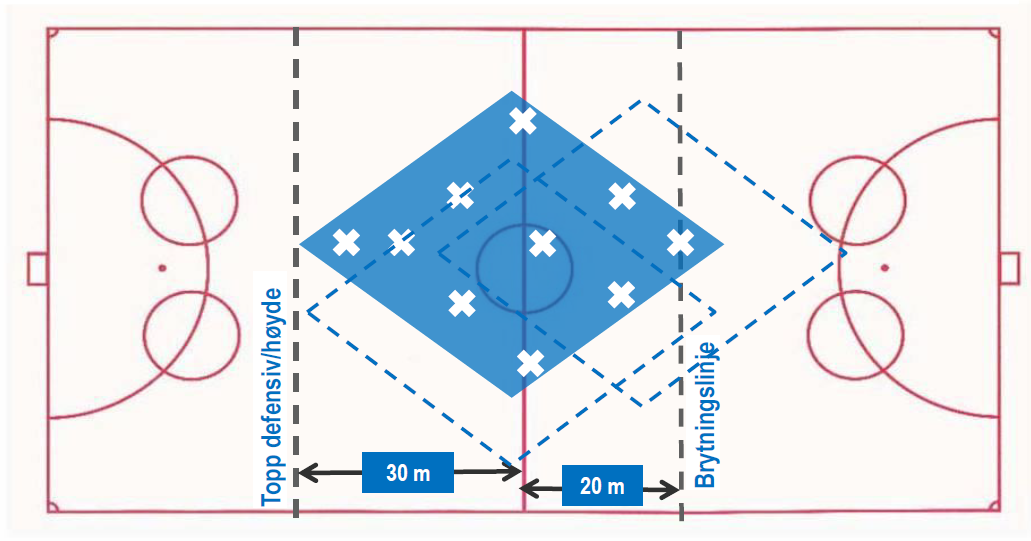 Topp defensiv/høyde
Brytningslinje
30 m
20 m